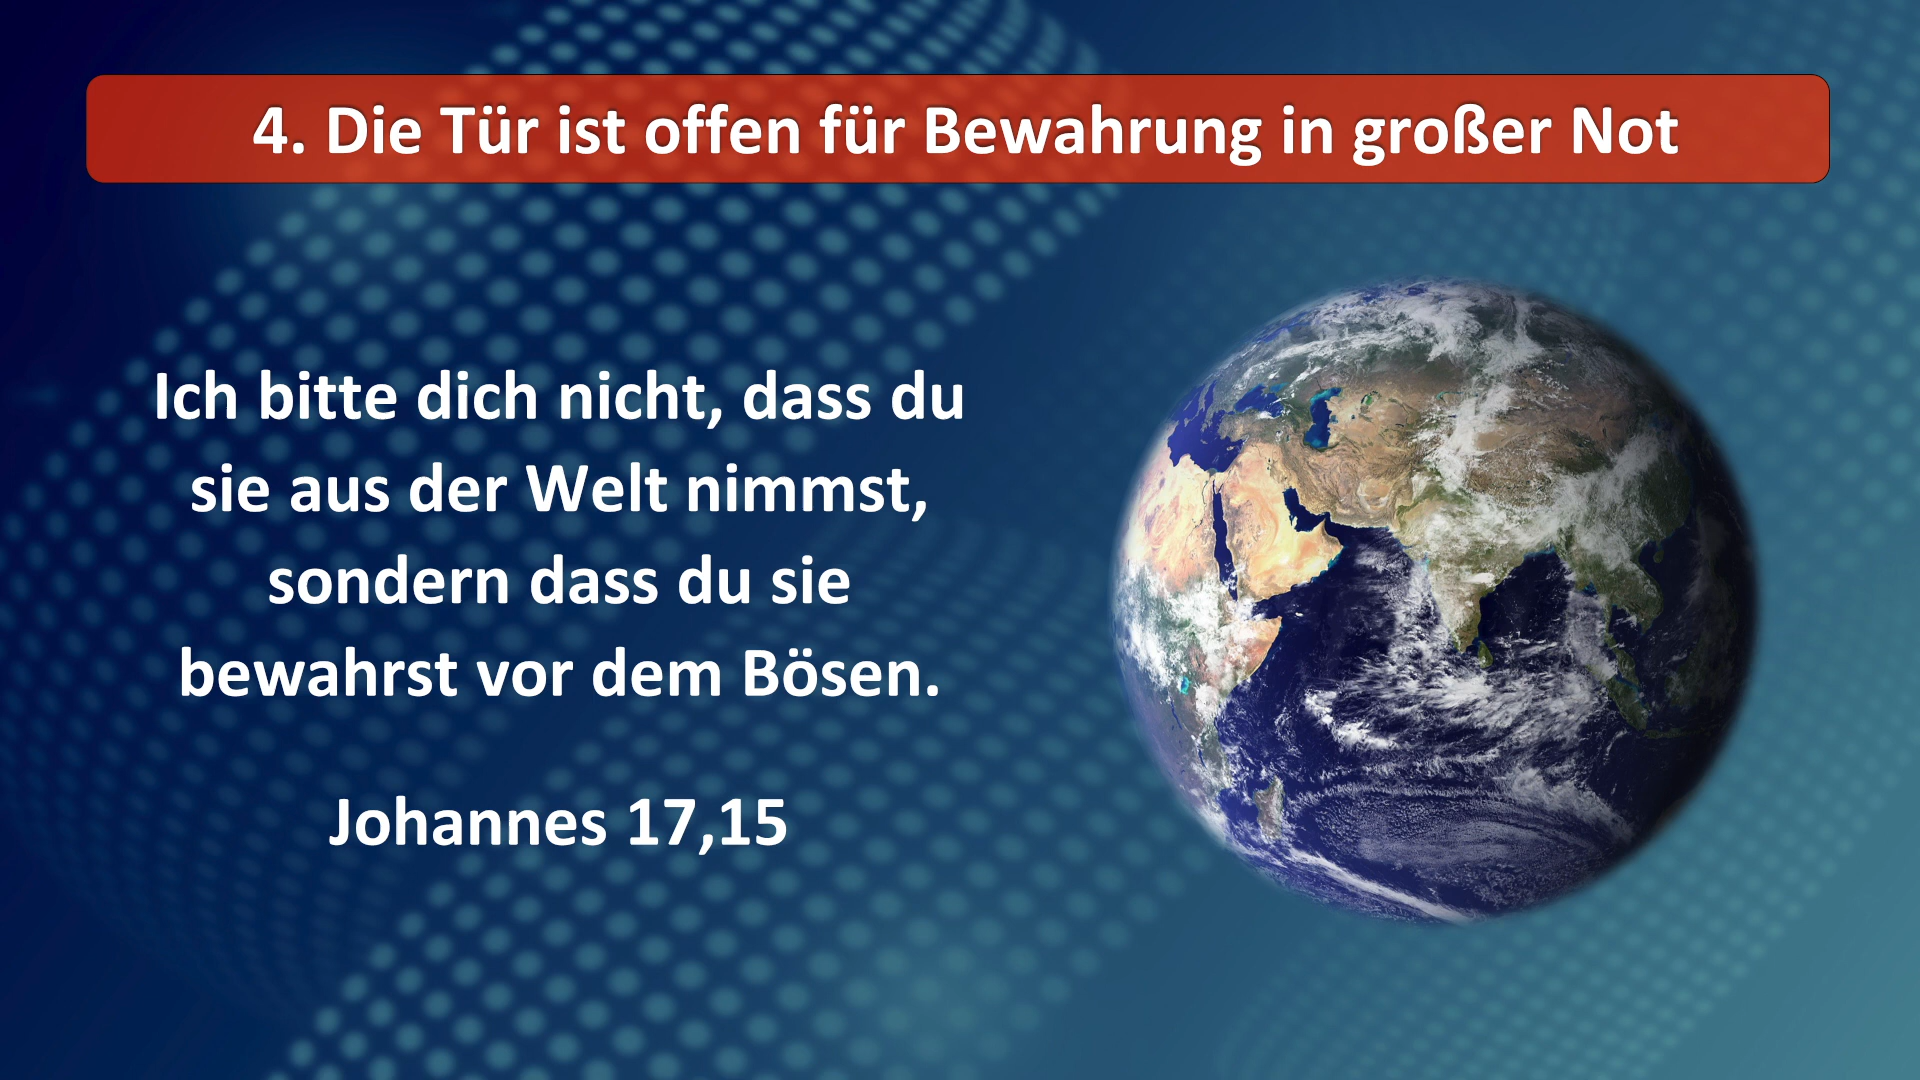 4. Die Tür ist offen für Bewahrung in großer Not
Ich bitte dich nicht, dass du
sie aus der Welt nimmst,
sondern dass du sie
bewahrst vor dem Bösen.
Johannes 17,15